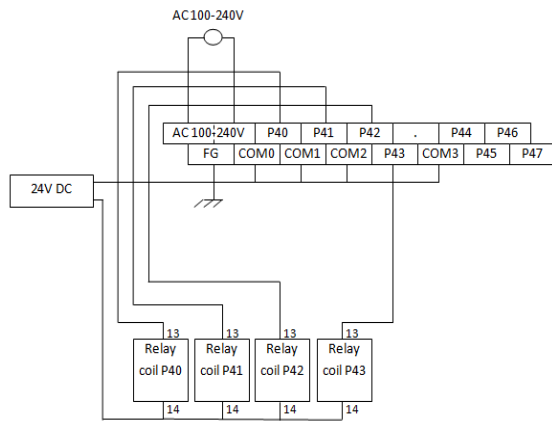 AC100-240V
AC 100-240V P40 P41 P42 . P44 P46
FG COM0 COM1 COM2 P43 COM3 P45 P47
24V DC
13 13 13 13
Relay Relay Relay Relay
coil P40 coil P41 coil P42 coil P43
14 14 14 14